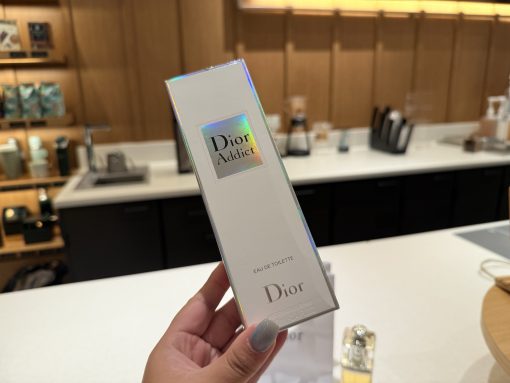 Dior
Addict
EAU DE TOILETTE
Dior